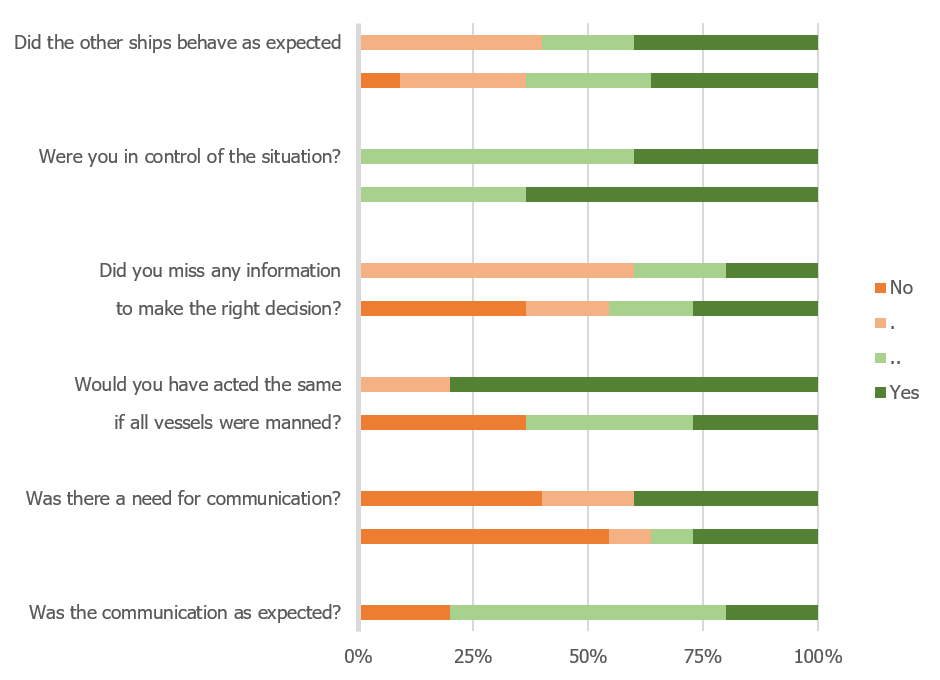 Did the other ships behave as expected
Were you in control of the situation?
Did you miss any information
to make the right decision?
Would you have acted the same
if all vessels were manned?
Was there a need for communication?
Was the communication as expected?
0% 25% 50% 75% 100%
No
.
..
Yes